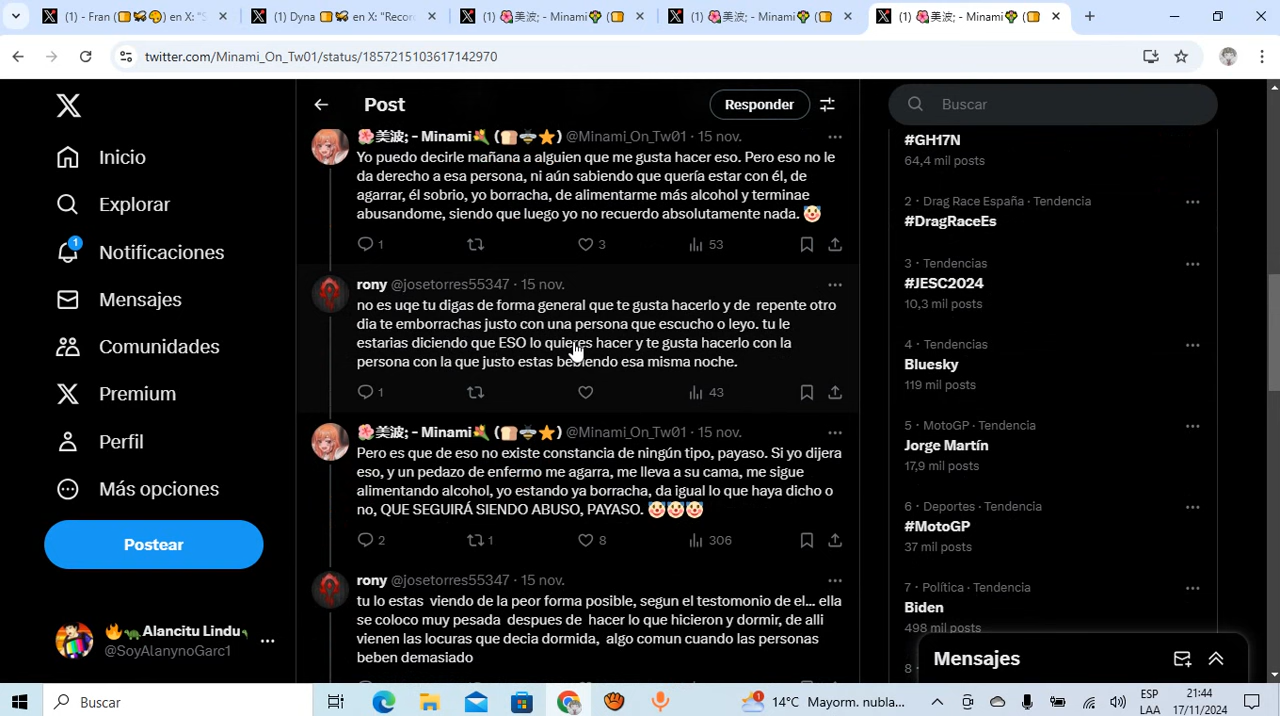 (1) - Fran ( ) en X: "S
(1) Dyna en X: "Recor
(1) 美波; - Minami (
(1) 美波; - Minami (
(1) 美波; - Minami (
twitter.com/Minami_On_Tw01/status/1857215103617142970
Inicio
Explorar
1
Notificaciones
Mensajes
Comunidades
Premium
Perfil
Más opciones
Postear
Alancitu Lindu
@SoyAlanynoGarc1
Post
Responder
美波; - Minami ( ) @Minami_On_Tw01 · 15 nov.
Yo puedo decirle mañana a alguien que me gusta hacer eso. Pero eso no le
da derecho a esa persona, ni aún sabiendo que quería estar con él, de
agarrar, él sobrio, yo borracha, de alimentarme más alcohol y terminae
abusandome, siendo que luego yo no recuerdo absolutamente nada. 🤡
1 3 53
rony @josetorres55347 · 15 nov.
no es uqe tu digas de forma general que te gusta hacerlo y de repente otro
dia te emborrachas justo con una persona que escucho o leyo. tu le
estarias diciendo que ESO lo quieres hacer y te gusta hacerlo con la
persona con la que justo estas bebiendo esa misma noche.
1 43
美波; - Minami ( ) @Minami_On_Tw01 · 15 nov.
Pero es que de eso no existe constancia de ningún tipo, payaso. Si yo dijera
eso, y un pedazo de enfermo me agarra, me lleva a su cama, me sigue
alimentando alcohol, yo estando ya borracha, da igual lo que haya dicho o
no, QUE SEGUIRÁ SIENDO ABUSO, PAYASO. 🤡🤡🤡
2 1 8 306
rony @josetorres55347 · 15 nov.
tu lo estas viendo de la peor forma posible, segun el testomonio de el... ella
se coloco muy pesada despues de hacer lo que hicieron y dormir, de alli
vienen las locuras que decia dormida, algo comun cuando las personas
beben demasiado
Buscar
#GH17N
64,4 mil posts
2 · Drag Race España · Tendencia
#DragRaceEs
3 · Tendencias
#JESC2024
10,3 mil posts
4 · Tendencias
Bluesky
119 mil posts
5 · MotoGP · Tendencia
Jorge Martín
17,9 mil posts
6 · Deportes · Tendencia
#MotoGP
37 mil posts
7 · Política · Tendencia
Biden
498 mil posts
8
Mensajes
Buscar
1
14°C Mayorm. nubla...
ESP
LAA
21:44
17/11/2024